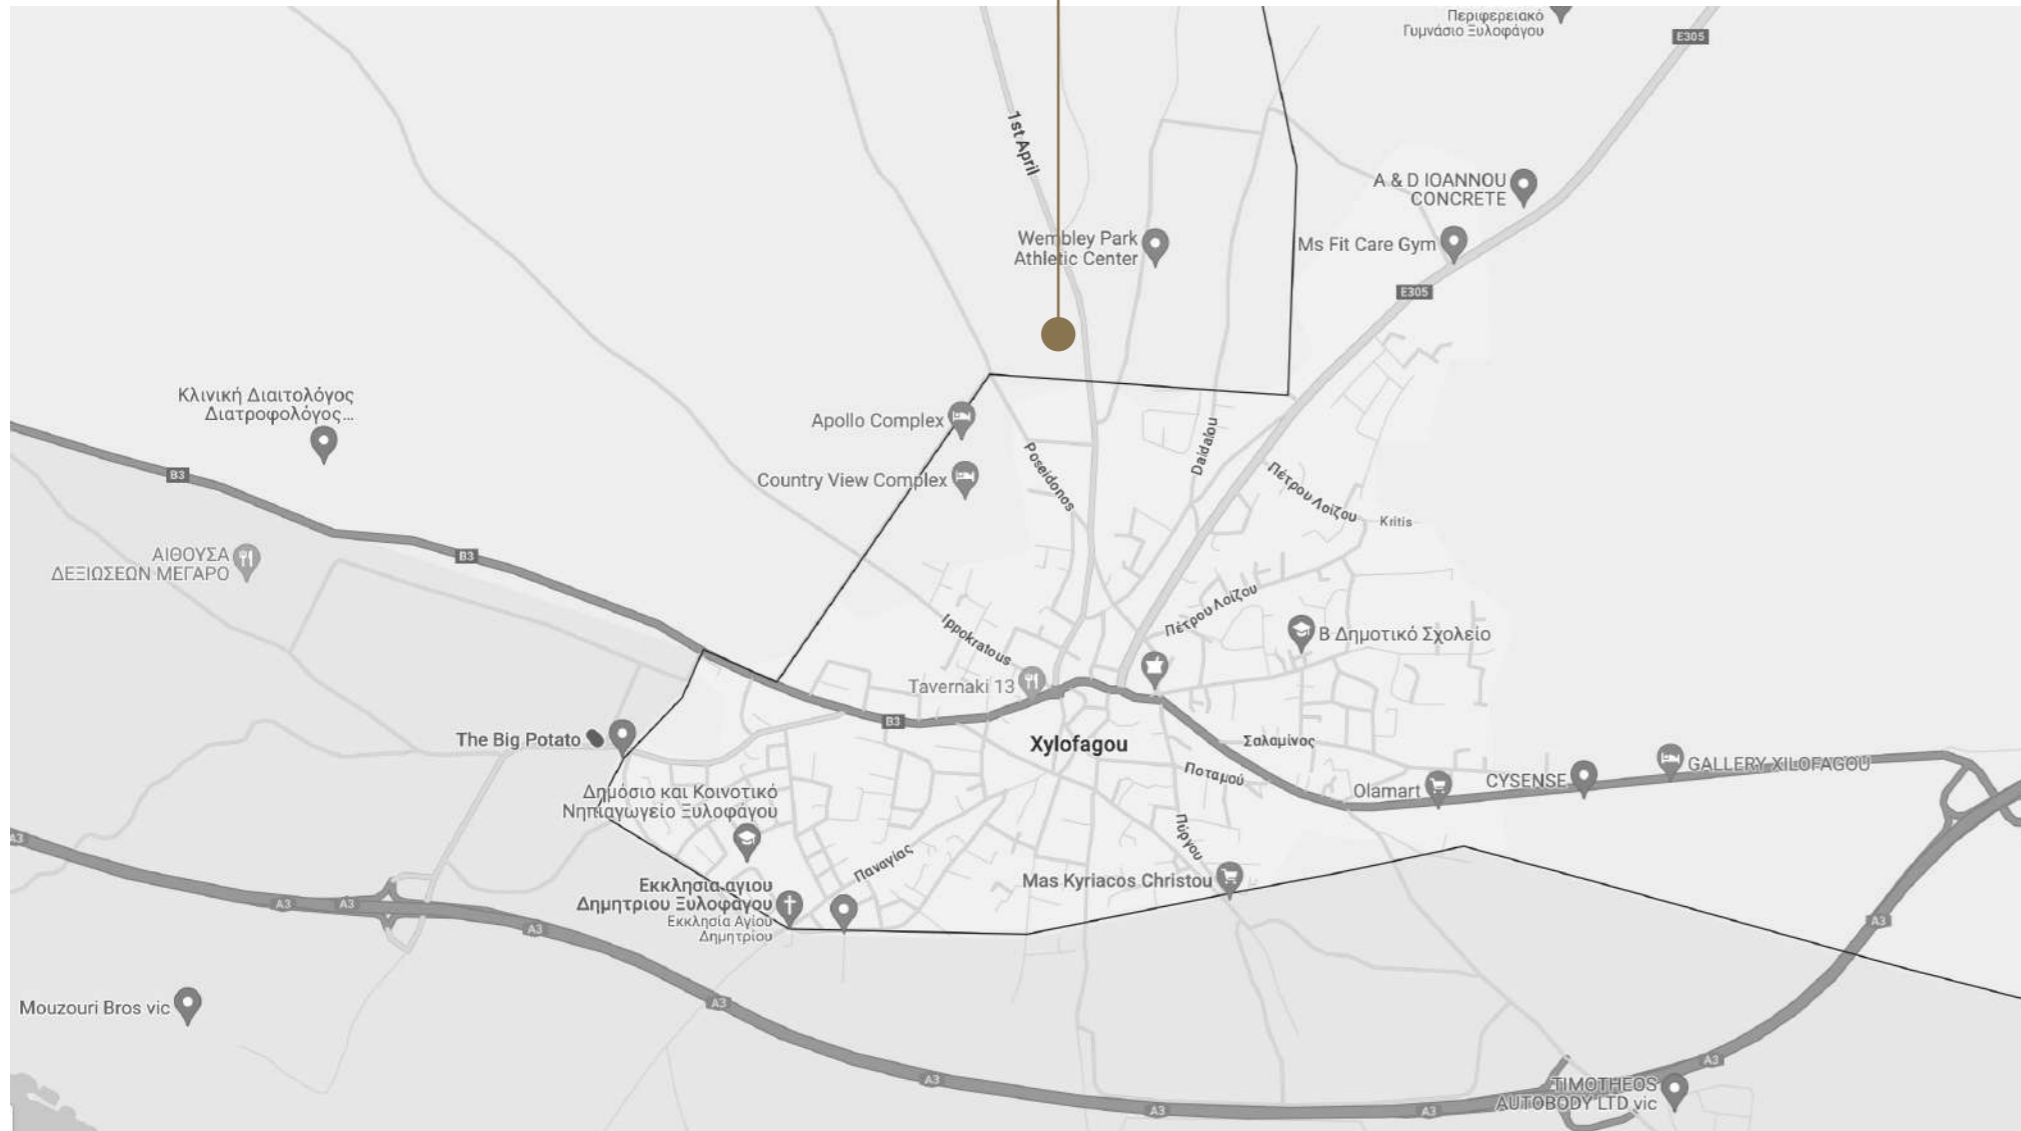 Περιφερειακό
Γυμνάσιο Ξυλοφάγου
E305
1st April
A & D IOANNOU
CONCRETE
Wembley Park
Athletic Center
Ms Fit Care Gym
E305
Κλινική Διαιτολόγος
Διατροφολόγος...
Apollo Complex
Daidalou
Poseidonos
B3
Country View Complex
Πέτρου Λοΐζου
Kritis
B3
ΑΙΘΟΥΣΑ
ΔΕΞΙΩΣΕΩΝ ΜΕΓΑΡΟ
Πέτρου Λοΐζου
Ippokratous
Β Δημοτικό Σχολείο
Tavernaki 13
B3
The Big Potato
Xylofagou
Σαλαμίνος
Ποταμού
GALLERY XILOFAGOU
CYSENSE
Olamart
Δημόσιο και Κοινοτικό
Νηπιαγωγείο Ξυλοφάγου
Πύργου
A3
Παναγίας
Mas Kyriacos Christou
Εκκλησια αγιου
Δημητριου Ξυλοφάγου
Εκκλησία Αγίου
Δημητρίου
A3
A3
A3
A3
Mouzouri Bros vic
A3
A3
A3
TIMOTHEOS
AUTOBODY LTD vic
A3
A3